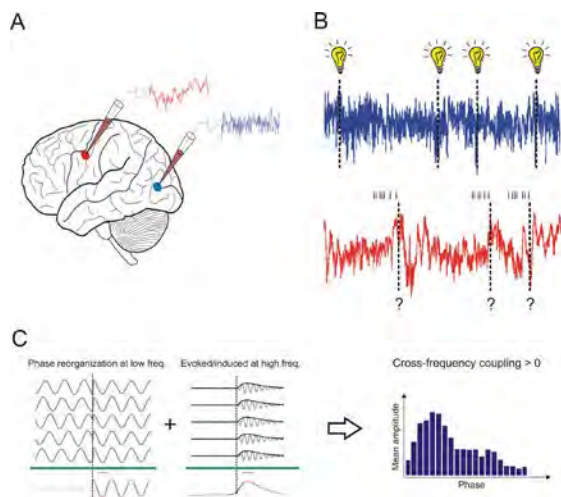 A
B
? ? ?
C
Phase reorganization at low freq.
Evoked/induced at high freq.
+
Cross-frequency coupling > 0
Mean amplitude
Phase